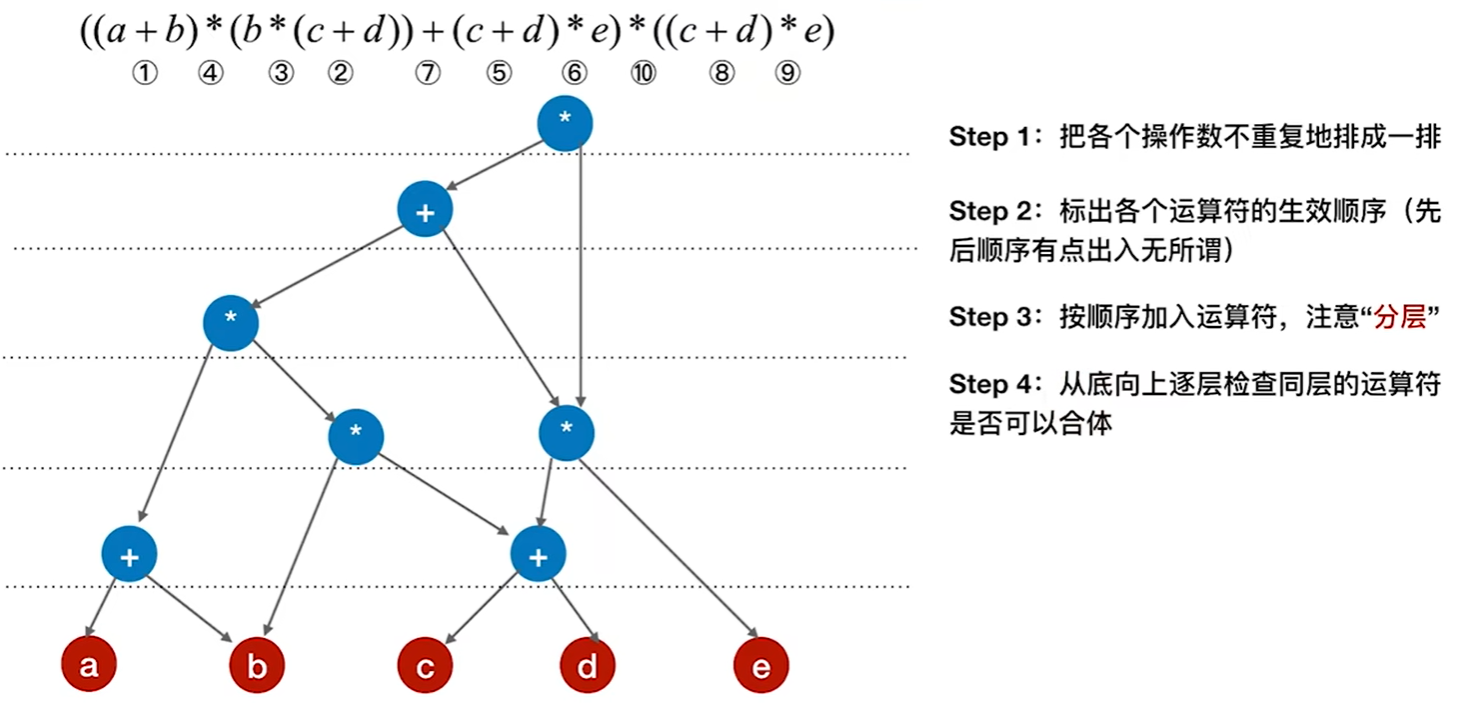 ((a+b)*(b*(c+d))+(c+d)*e)*((c+d)*e)
① ④ ③ ② ⑦ ⑤ ⑥ ⑩ ⑧ ⑨
*
+
*
*
*
+
+
a
b
c
d
e
Step 1：把各个操作数不重复地排成一排
Step 2：标出各个运算符的生效顺序（先
后顺序有点出入无所谓）
Step 3：按顺序加入运算符，注意“分层”
Step 4：从底向上逐层检查同层的运算符
是否可以合体